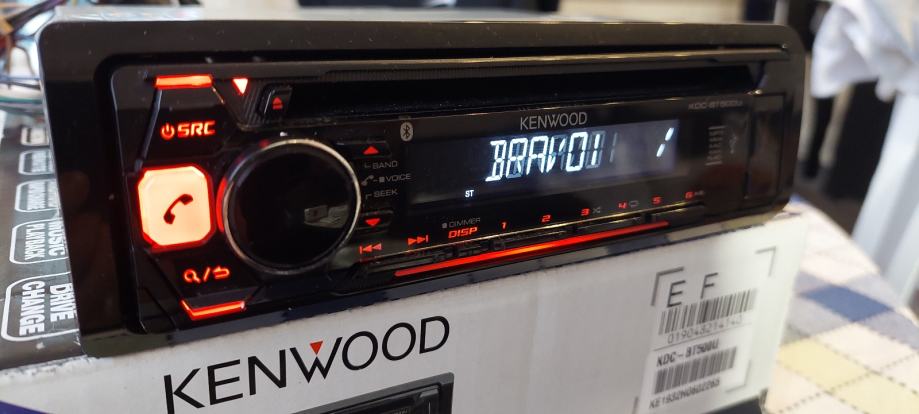 KDC-BT500U
KENWOOD
SRC
BAND
VOICE
SEEK
ST
DIMMER
DISP 1 2 3 4 5 6
KENWOOD
E F
KDC-BT500U
MUSIC
PLAYBACK
DRIVE
CHANGE